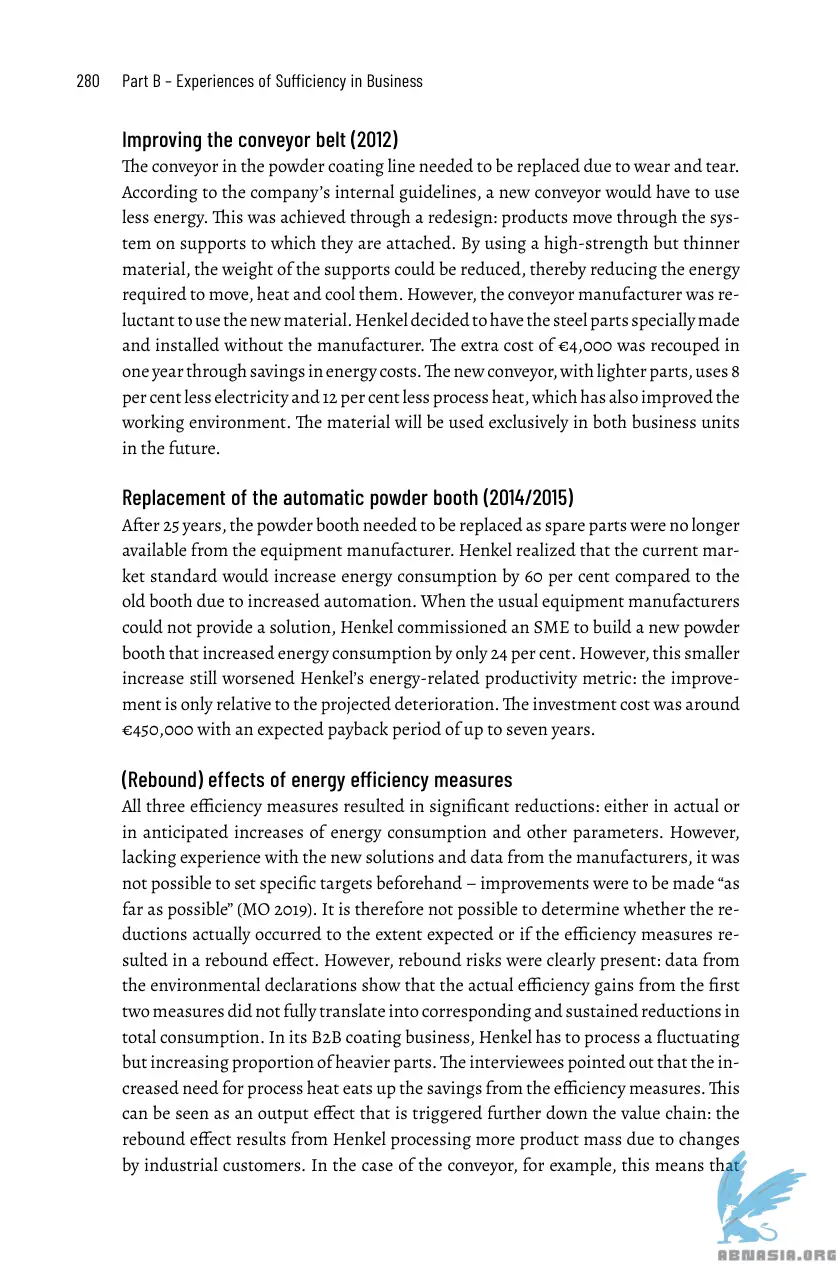 280 Part B – Experiences of Sufficiency in Business
Improving the conveyor belt (2012)
The conveyor in the powder coating line needed to be replaced due to wear and tear.
According to the company’s internal guidelines, a new conveyor would have to use
less energy. This was achieved through a redesign: products move through the sys-
tem on supports to which they are attached. By using a high-strength but thinner
material, the weight of the supports could be reduced, thereby reducing the energy
required to move, heat and cool them. However, the conveyor manufacturer was re-
luctant to use the new material. Henkel decided to have the steel parts specially made
and installed without the manufacturer. The extra cost of €4,000 was recouped in
one year through savings in energy costs. The new conveyor, with lighter parts, uses 8
per cent less electricity and 12 per cent less process heat, which has also improved the
working environment. The material will be used exclusively in both business units
in the future.
Replacement of the automatic powder booth (2014/2015)
After 25 years, the powder booth needed to be replaced as spare parts were no longer
available from the equipment manufacturer. Henkel realized that the current mar-
ket standard would increase energy consumption by 60 per cent compared to the
old booth due to increased automation. When the usual equipment manufacturers
could not provide a solution, Henkel commissioned an SME to build a new powder
booth that increased energy consumption by only 24 per cent. However, this smaller
increase still worsened Henkel’s energy-related productivity metric: the improve-
ment is only relative to the projected deterioration. The investment cost was around
€450,000 with an expected payback period of up to seven years.
(Rebound) effects of energy efficiency measures
All three efficiency measures resulted in significant reductions: either in actual or
in anticipated increases of energy consumption and other parameters. However,
lacking experience with the new solutions and data from the manufacturers, it was
not possible to set specific targets beforehand – improvements were to be made “as
far as possible” (MO 2019). It is therefore not possible to determine whether the re-
ductions actually occurred to the extent expected or if the efficiency measures re-
sulted in a rebound effect. However, rebound risks were clearly present: data from
the environmental declarations show that the actual efficiency gains from the first
two measures did not fully translate into corresponding and sustained reductions in
total consumption. In its B2B coating business, Henkel has to process a fluctuating
but increasing proportion of heavier parts. The interviewees pointed out that the in-
creased need for process heat eats up the savings from the efficiency measures. This
can be seen as an output effect that is triggered further down the value chain: the
rebound effect results from Henkel processing more product mass due to changes
by industrial customers. In the case of the conveyor, for example, this means that
ABNASIA.ORG